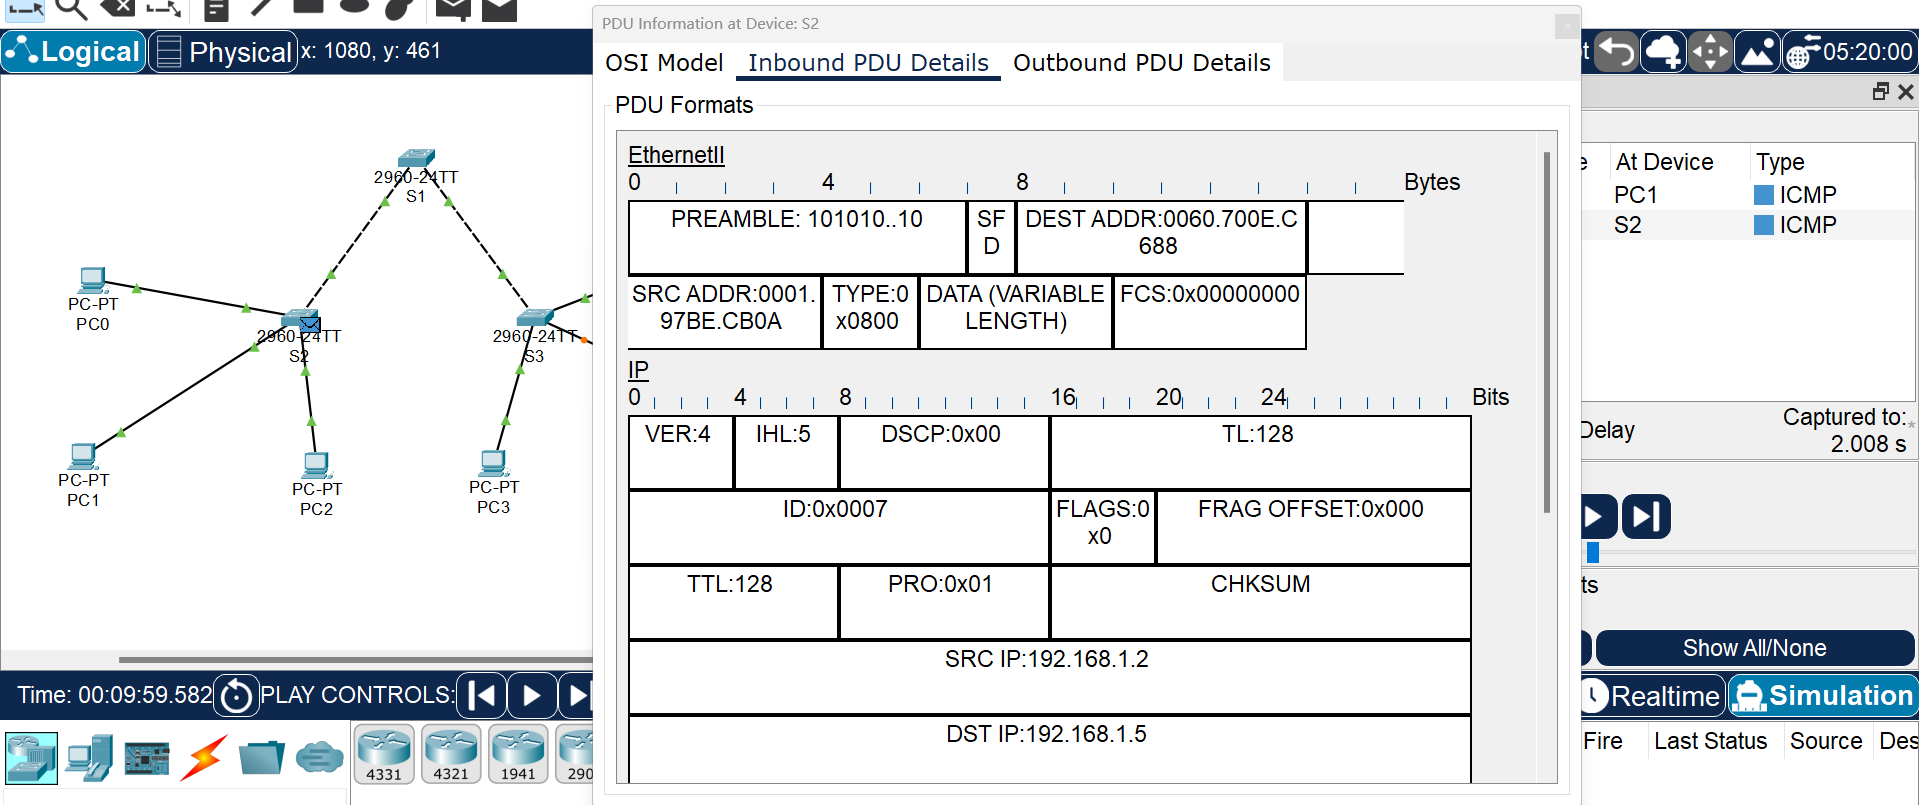 PDU Information at Device: S2
Logical
Physical
x: 1080, y: 461
05:20:00
OSI Model
Inbound PDU Details
Outbound PDU Details
PDU Formats
EthernetII
0 4 8 Bytes
PREAMBLE: 101010..10
SF
D
DEST ADDR:0060.700E.C
688
SRC ADDR:0001.
97BE.CB0A
TYPE:0
x0800
DATA (VARIABLE
LENGTH)
FCS:0x00000000
IP
0 4 8 16 20 24 Bits
VER:4
IHL:5
DSCP:0x00
TL:128
ID:0x0007
FLAGS:0
x0
FRAG OFFSET:0x000
TTL:128
PRO:0x01
CHKSUM
SRC IP:192.168.1.2
DST IP:192.168.1.5
2960-24TT
S1
PC-PT
PC0
2960-24TT
S2
2960-24TT
S3
PC-PT
PC1
PC-PT
PC2
PC-PT
PC3
At Device Type
PC1 ICMP
S2 ICMP
Delay
Captured to:
2.008 s
Show All/None
Time: 00:09:59.582
PLAY CONTROLS:
Realtime
Simulation
4331
4321
1941
290
Fire Last Status Source Des